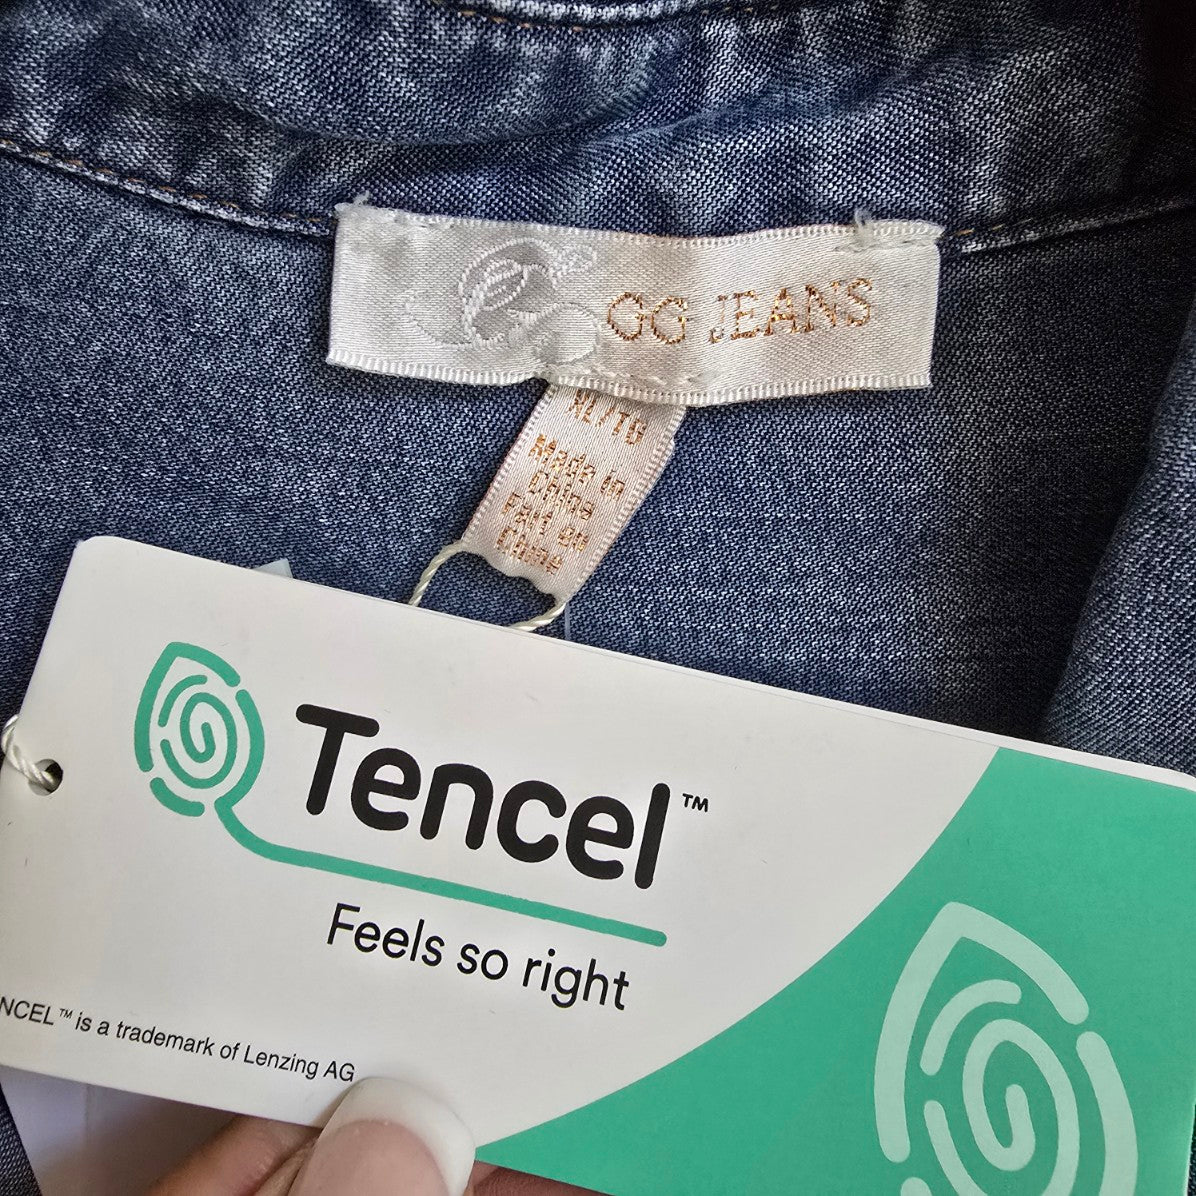 GG JEANS
XL/TG
Made in
China
Fait en
Chine
Tencel™
Feels so right
NCEL™ is a trademark of Lenzing AG